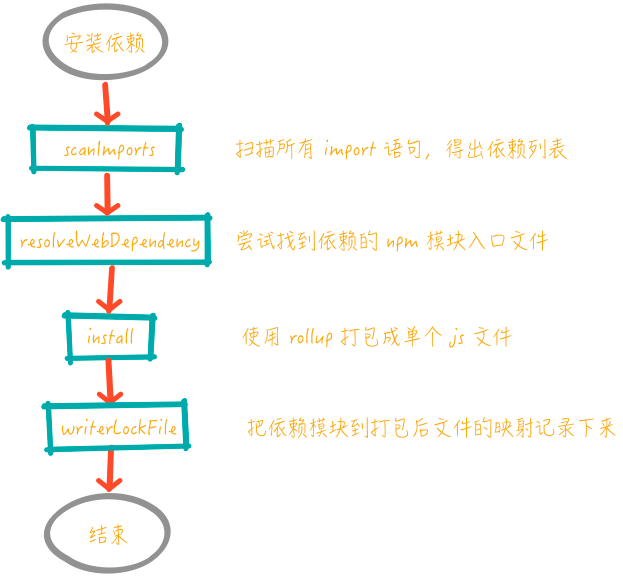 安装依赖
scanImports
扫描所有 import 语句，得出依赖列表
resolveWebDependency
尝试找到依赖的 npm 模块入口文件
install
使用 rollup 打包成单个 js 文件
writerLockFile
把依赖模块到打包后文件的映射记录下来
结束